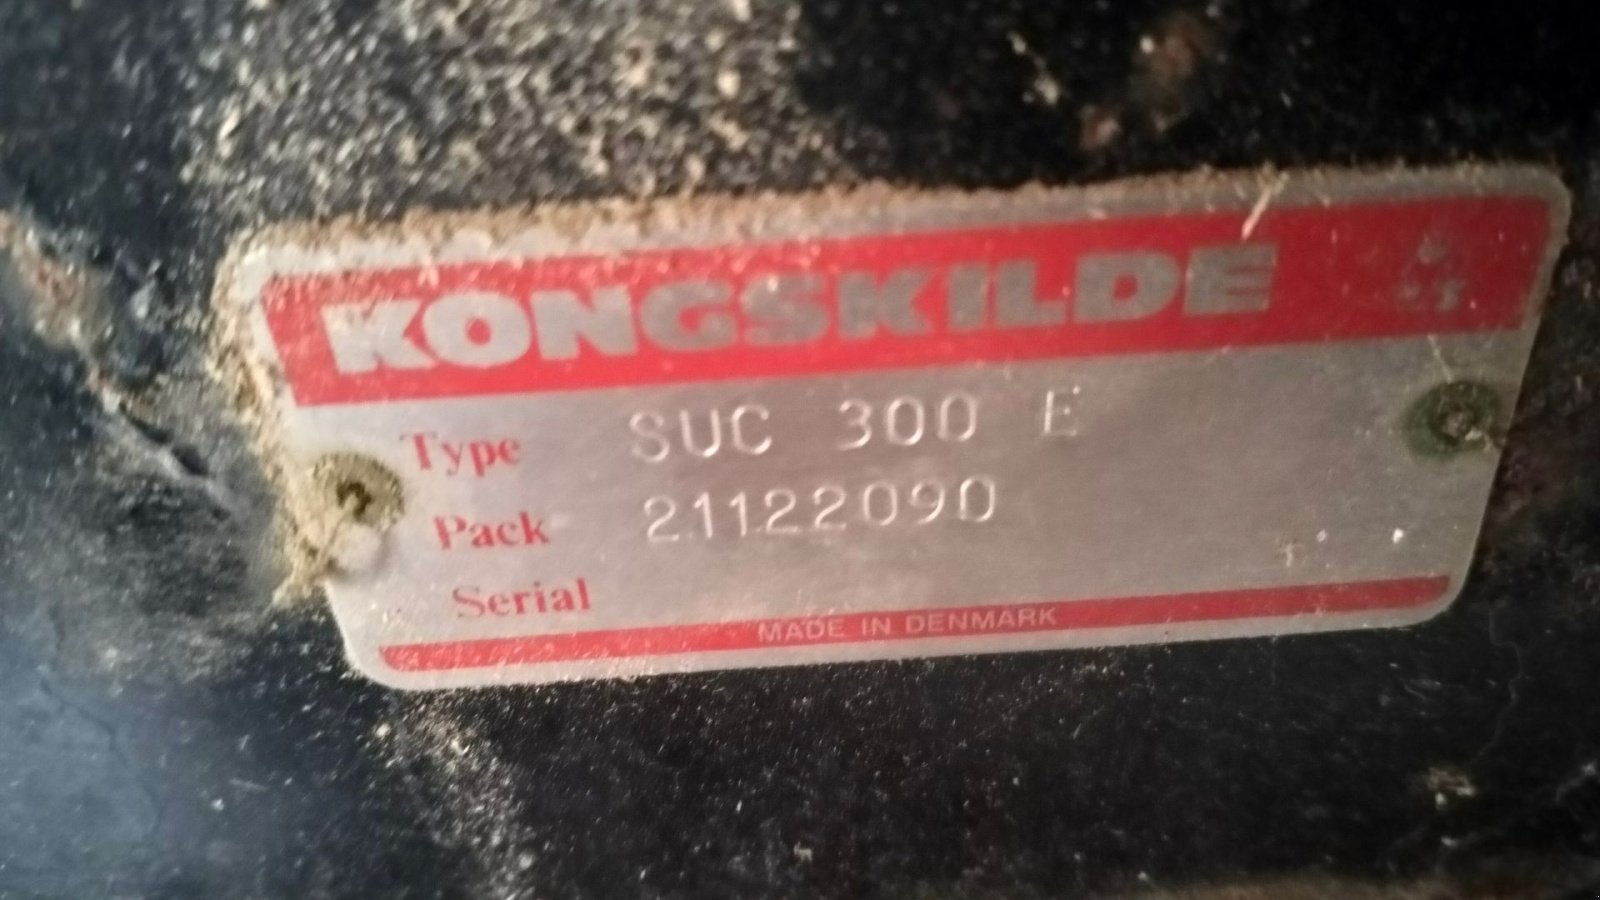 KONGSKILDE
Type SUC 300 E
Pack 21122090
Serial
MADE IN DENMARK